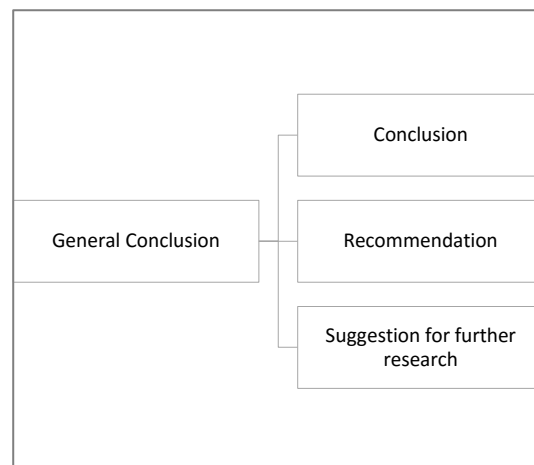 Conclusion
General Conclusion
Recommendation
Suggestion for further
research